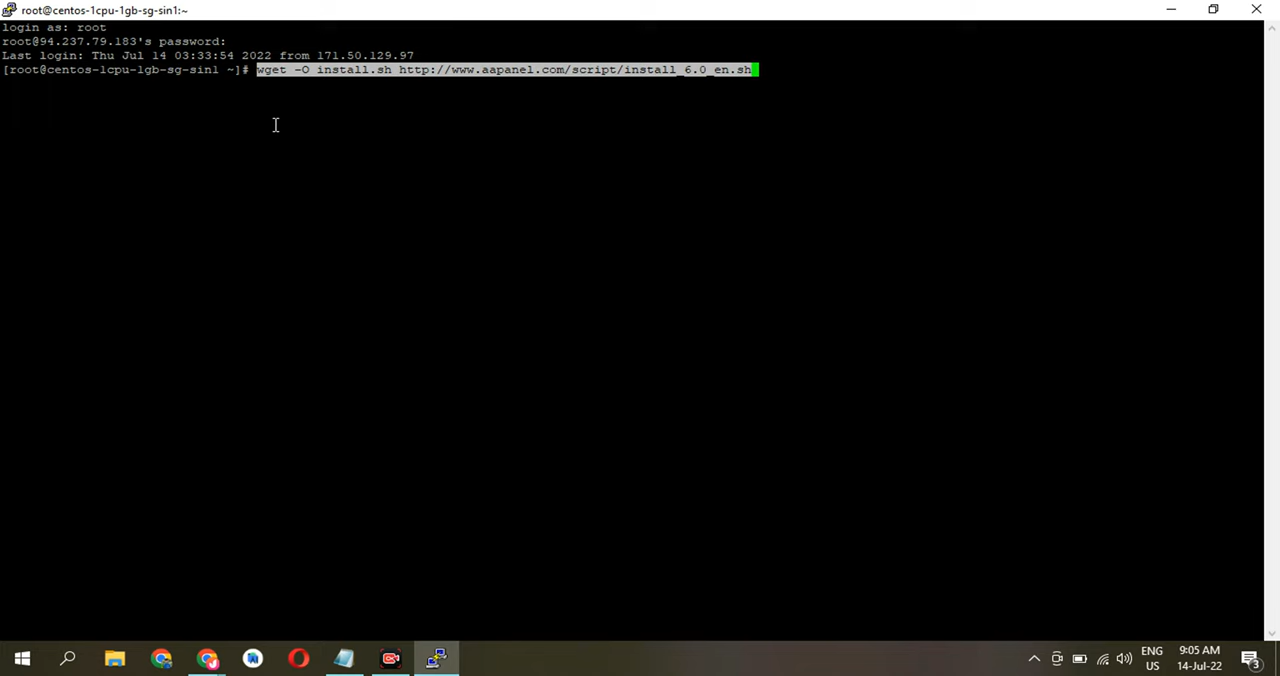 root@centos-1cpu-1gb-sg-sin1:~
login as: root
root@94.237.79.183's password:
Last login: Thu Jul 14 03:33:54 2022 from 171.50.129.97
[root@centos-1cpu-1gb-sg-sin1 ~]# wget -O install.sh http://www.aapanel.com/script/install_6.0_en.sh
ENG
US
9:05 AM
14-Jul-22
3